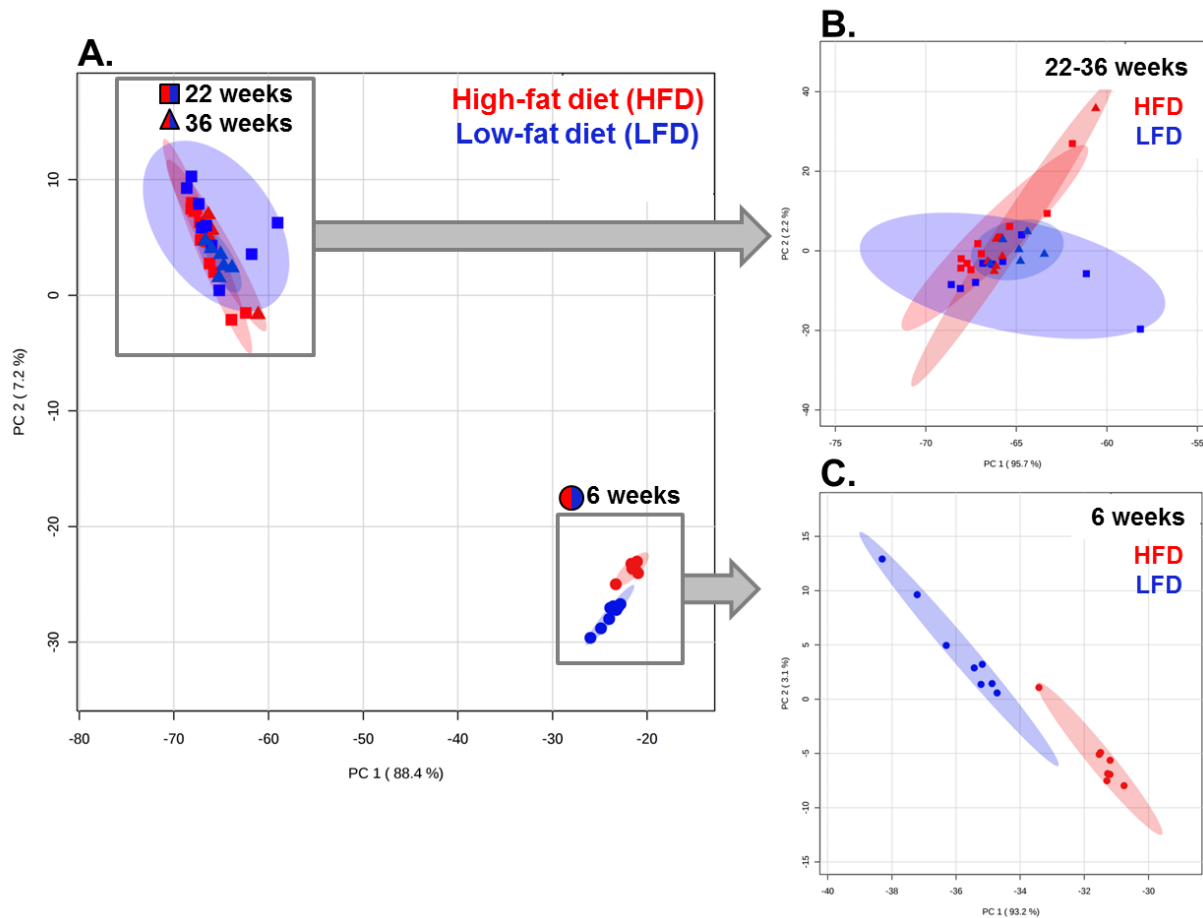 A.
22 weeks
36 weeks
High-fat diet (HFD)
Low-fat diet (LFD)
10
0
-10
-20
-30
PC 2 ( 7.2 %)
6 weeks
-80
-70
-60
-50
-40
-30
-20
PC 1 ( 88.4 %)
B.
22-36 weeks
HFD
LFD
40
20
0
-20
-40
PC 2 ( 2.2 %)
-75
-70
-65
-60
-55
PC 1 ( 95.7 %)
C.
6 weeks
HFD
LFD
15
10
5
0
-5
-10
-15
PC 2 ( 3.1 %)
-40
-38
-36
-34
-32
-30
PC 1 ( 93.2 %)